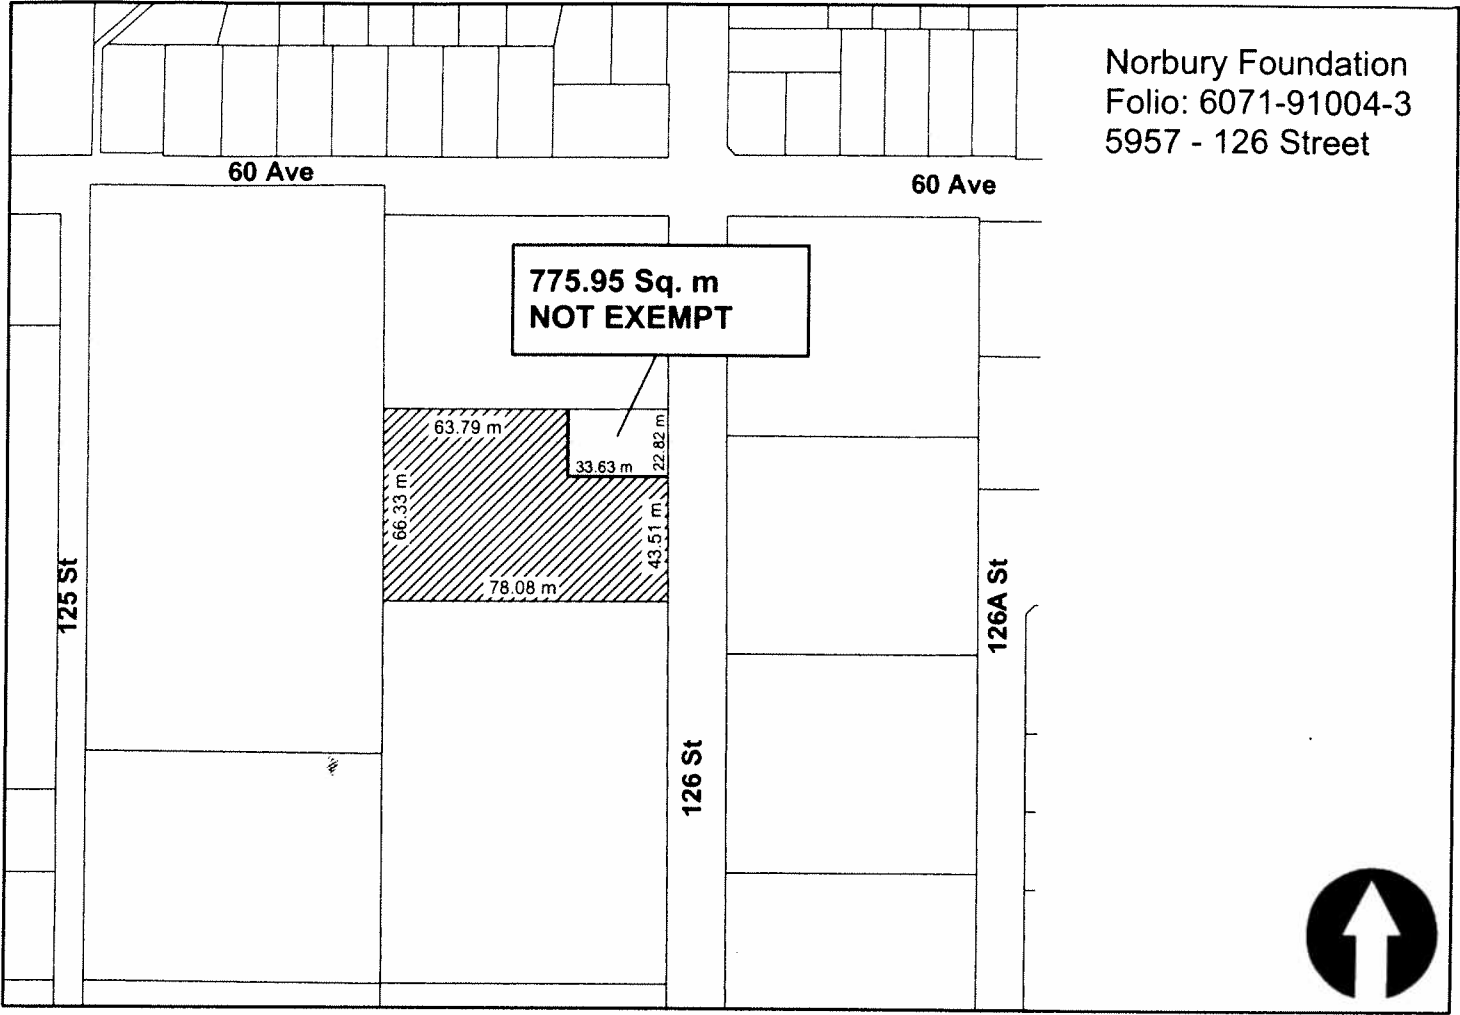 Norbury Foundation
Folio: 6071-91004-3
5957 - 126 Street
60 Ave
60 Ave
775.95 Sq. m
NOT EXEMPT
63.79 m
22.82 m
33.63 m
66.33 m
43.51 m
78.08 m
125 St
126A St
126 St